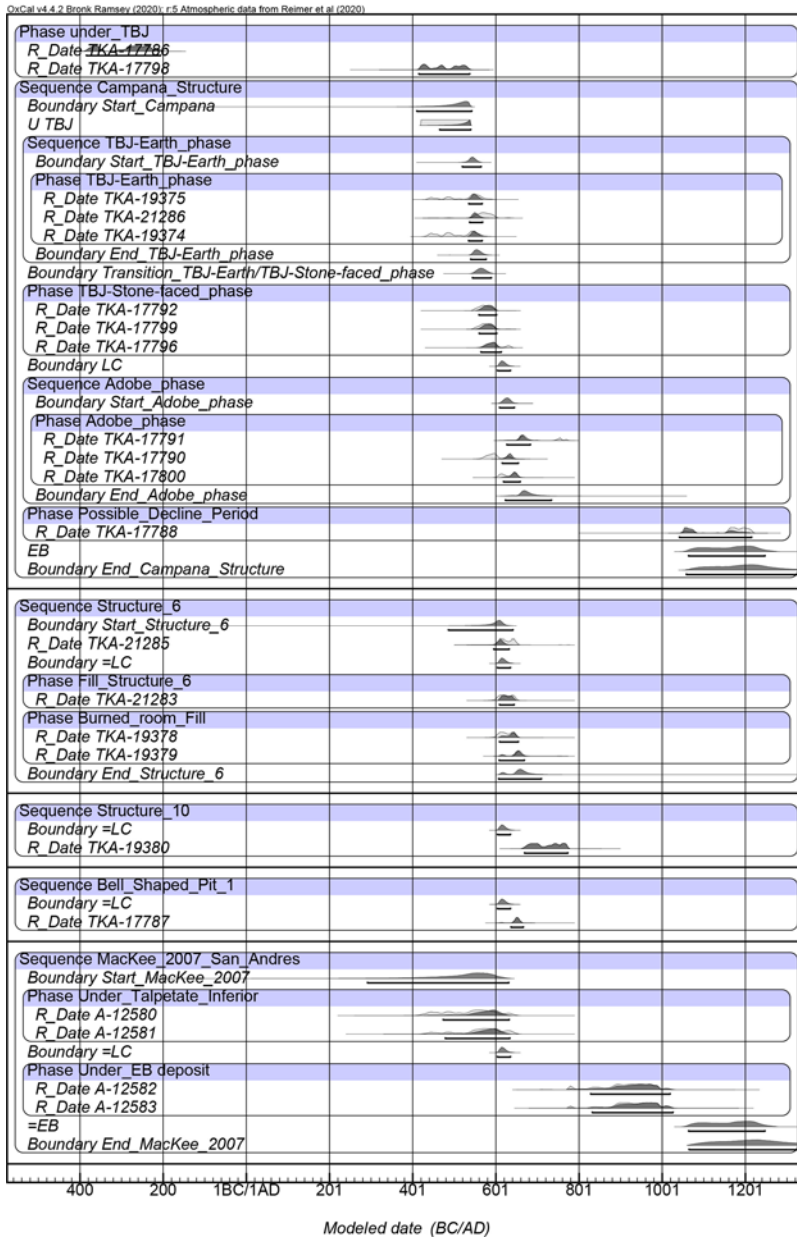 OxCal v4.4.2 Bronk Ramsey (2020); r:5 Atmospheric data from Reimer et al (2020)
Phase under_TBJ
R_Date TKA-17786
R_Date TKA-17798
Sequence Campana_Structure
Boundary Start_Campana
U TBJ
Sequence TBJ-Earth_phase
Boundary Start_TBJ-Earth_phase
Phase TBJ-Earth_phase
R_Date TKA-19375
R_Date TKA-21286
R_Date TKA-19374
Boundary End_TBJ-Earth_phase
Boundary Transition_TBJ-Earth/TBJ-Stone-faced_phase
Phase TBJ-Stone-faced_phase
R_Date TKA-17792
R_Date TKA-17799
R_Date TKA-17796
Boundary LC
Sequence Adobe_phase
Boundary Start_Adobe_phase
Phase Adobe_phase
R_Date TKA-17791
R_Date TKA-17790
R_Date TKA-17800
Boundary End_Adobe_phase
Phase Possible_Decline_Period
R_Date TKA-17788
EB
Boundary End_Campana_Structure
Sequence Structure_6
Boundary Start_Structure_6
R_Date TKA-21285
Boundary =LC
Phase Fill_Structure_6
R_Date TKA-21283
Phase Burned_room_Fill
R_Date TKA-19378
R_Date TKA-19379
Boundary End_Structure_6
Sequence Structure_10
Boundary =LC
R_Date TKA-19380
Sequence Bell_Shaped_Pit_1
Boundary =LC
R_Date TKA-17787
Sequence MacKee_2007_San_Andres
Boundary Start_MacKee_2007
Phase Under_Talpetate_Inferior
R_Date A-12580
R_Date A-12581
Boundary =LC
Phase Under_EB deposit
R_Date A-12582
R_Date A-12583
=EB
Boundary End_MacKee_2007
400 200 1BC/1AD 201 401 601 801 1001 1201
Modeled date (BC/AD)